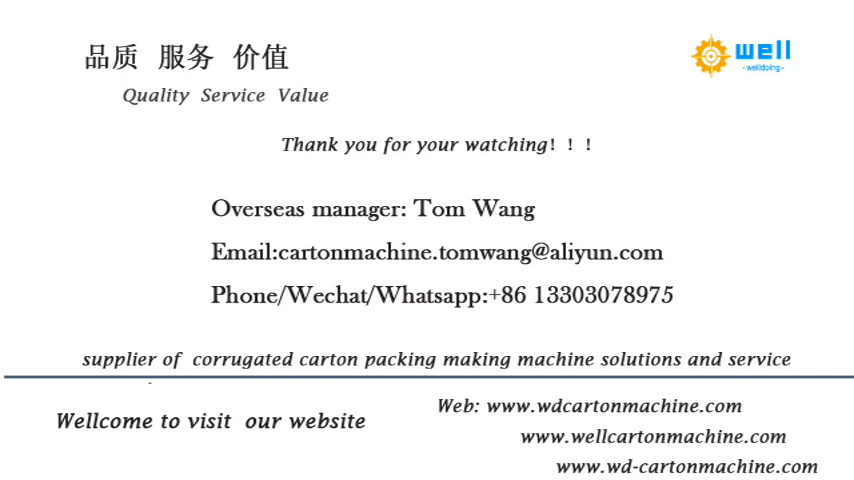 品质 服务 价值
well
-welldoing-
Quality Service Value
Thank you for your watching！！！
Overseas manager: Tom Wang
Email:cartonmachine.tomwang@aliyun.com
Phone/Wechat/Whatsapp:+86 13303078975
supplier of corrugated carton packing making machine solutions and service
Wellcome to visit our website
Web: www.wdcartonmachine.com
www.wellcartonmachine.com
www.wd-cartonmachine.com